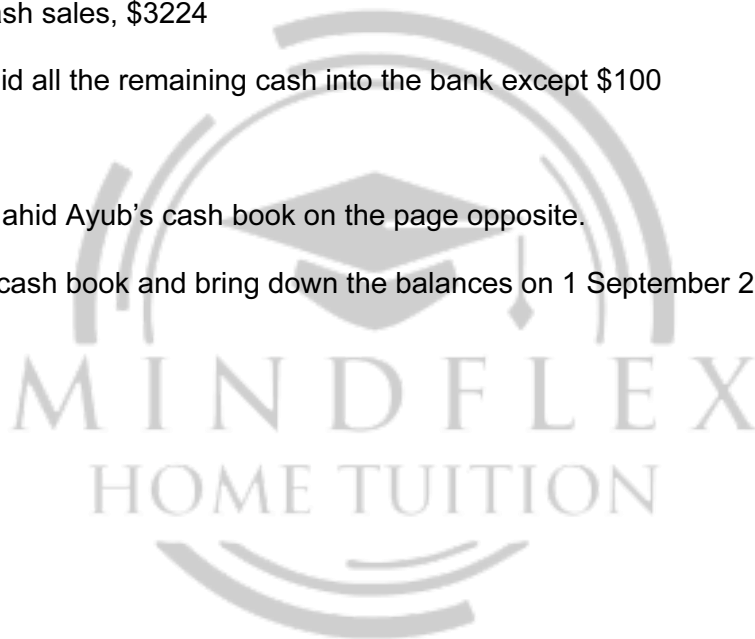 ash sales, $3224
id all the remaining cash into the bank except $100
ahid Ayub’s cash book on the page opposite.
cash book and bring down the balances on 1 September 2
MINDFLEX
HOME TUITION